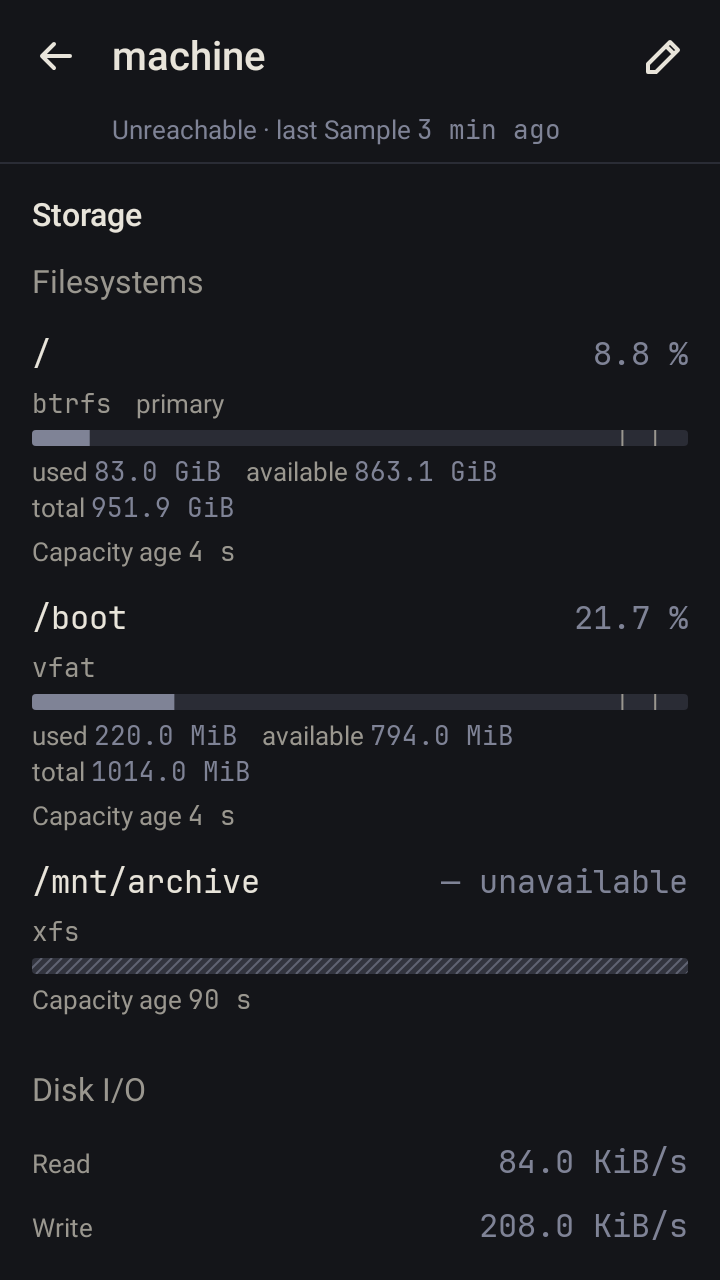 machine
Unreachable · last Sample 3 min ago
Storage
Filesystems
/ 8.8 %
btrfs primary
used 83.0 GiB available 863.1 GiB
total 951.9 GiB
Capacity age 4 s
/boot 21.7 %
vfat
used 220.0 MiB available 794.0 MiB
total 1014.0 MiB
Capacity age 4 s
/mnt/archive — unavailable
xfs
Capacity age 90 s
Disk I/O
Read 84.0 KiB/s
Write 208.0 KiB/s